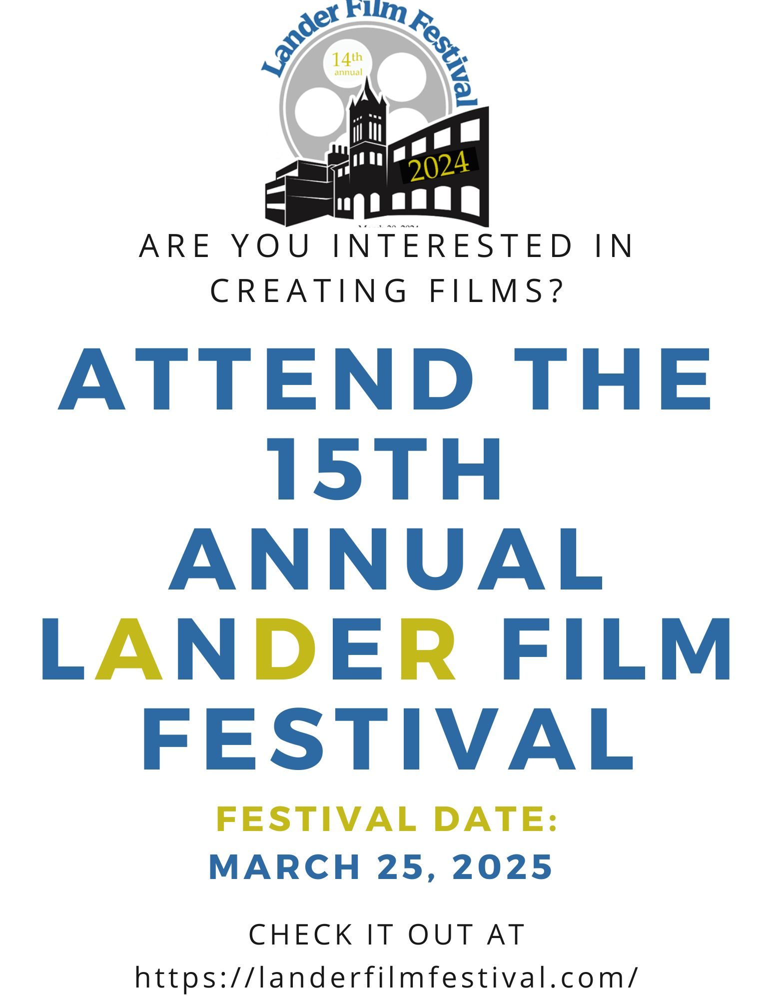 Lander Film Festival
14th
annual
2024
ARE YOU INTERESTED IN
CREATING FILMS?
ATTEND THE
15TH
ANNUAL
LANDER FILM
FESTIVAL
FESTIVAL DATE:
MARCH 25, 2025
CHECK IT OUT AT
https://landerfilmfestival.com/